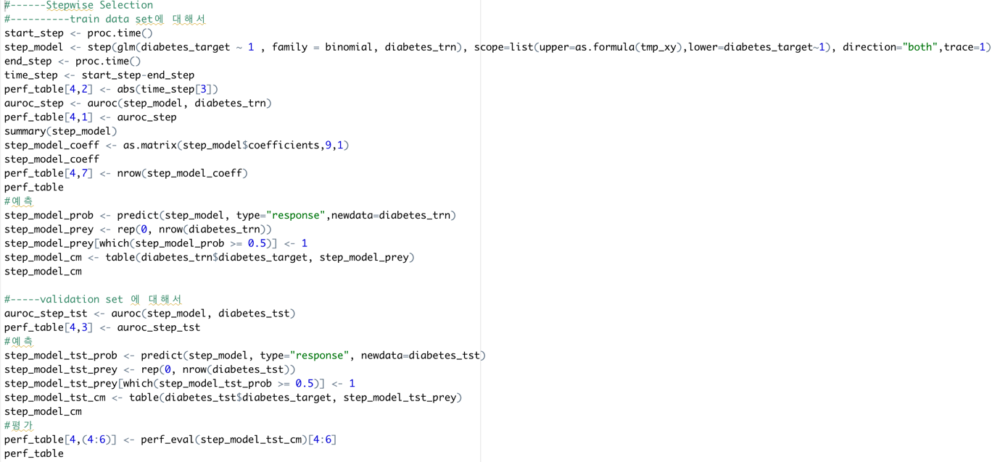 #------Stepwise Selection
#----------train data set에 대해서
start_step <- proc.time()
step_model <- step(glm(diabetes_target ~ 1 , family = binomial, diabetes_trn), scope=list(upper=as.formula(tmp_xy),lower=diabetes_target~1), direction="both",trace=1)
end_step <- proc.time()
time_step <- start_step-end_step
perf_table[4,2] <- abs(time_step[3])
auroc_step <- auroc(step_model, diabetes_trn)
perf_table[4,1] <- auroc_step
summary(step_model)
step_model_coeff <- as.matrix(step_model$coefficients,9,1)
step_model_coeff
perf_table[4,7] <- nrow(step_model_coeff)
perf_table
#예측
step_model_prob <- predict(step_model, type="response",newdata=diabetes_trn)
step_model_prey <- rep(0, nrow(diabetes_trn))
step_model_prey[which(step_model_prob >= 0.5)] <- 1
step_model_cm <- table(diabetes_trn$diabetes_target, step_model_prey)
step_model_cm
#-----validation set 에 대해서
auroc_step_tst <- auroc(step_model, diabetes_tst)
perf_table[4,3] <- auroc_step_tst
#예측
step_model_tst_prob <- predict(step_model, type="response", newdata=diabetes_tst)
step_model_tst_prey <- rep(0, nrow(diabetes_tst))
step_model_tst_prey[which(step_model_tst_prob >= 0.5)] <- 1
step_model_tst_cm <- table(diabetes_tst$diabetes_target, step_model_tst_prey)
step_model_cm
#평가
perf_table[4,(4:6)] <- perf_eval(step_model_tst_cm)[4:6]
perf_table